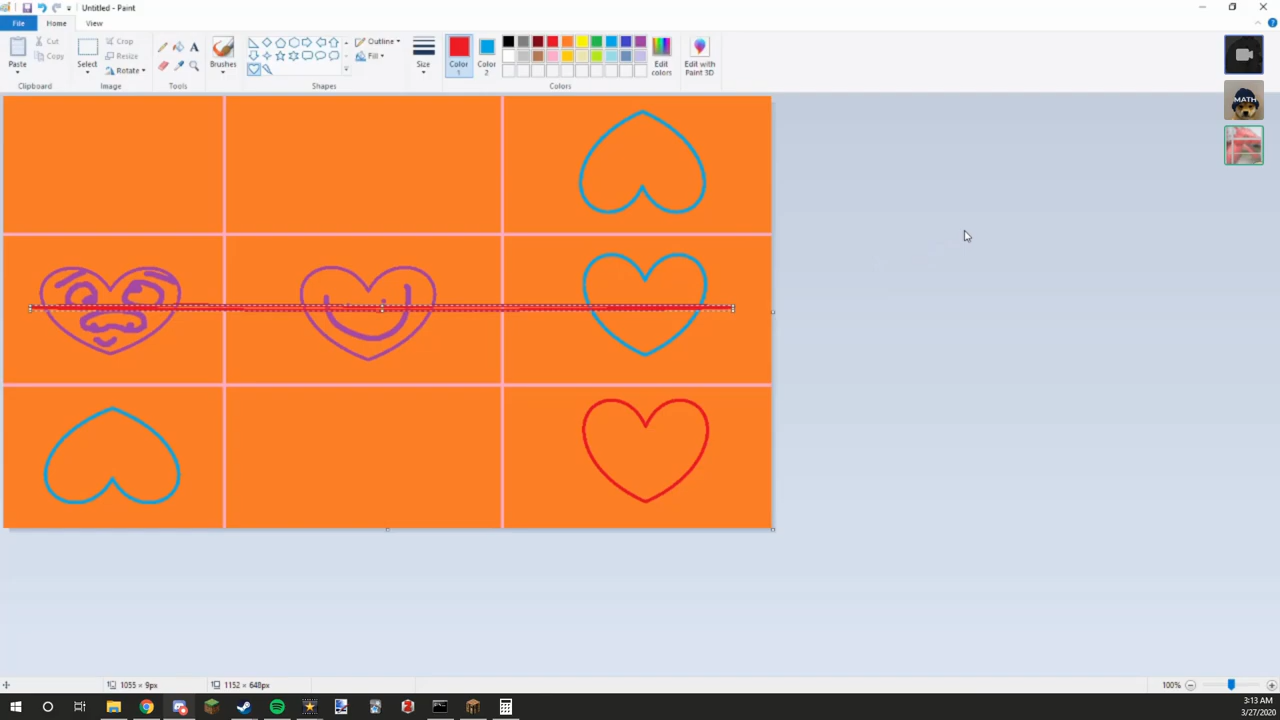 Untitled - Paint
File Home View
Paste
Cut
Copy
Clipboard
Select
Crop
Resize
Rotate
Image
Tools
Brushes
Shapes
Outline
Fill
Size
Color 1
Color 2
Edit colors
Edit with Paint 3D
Colors
MATH
1055 × 9px
1152 × 648px
100%
3:13 AM
3/27/2020